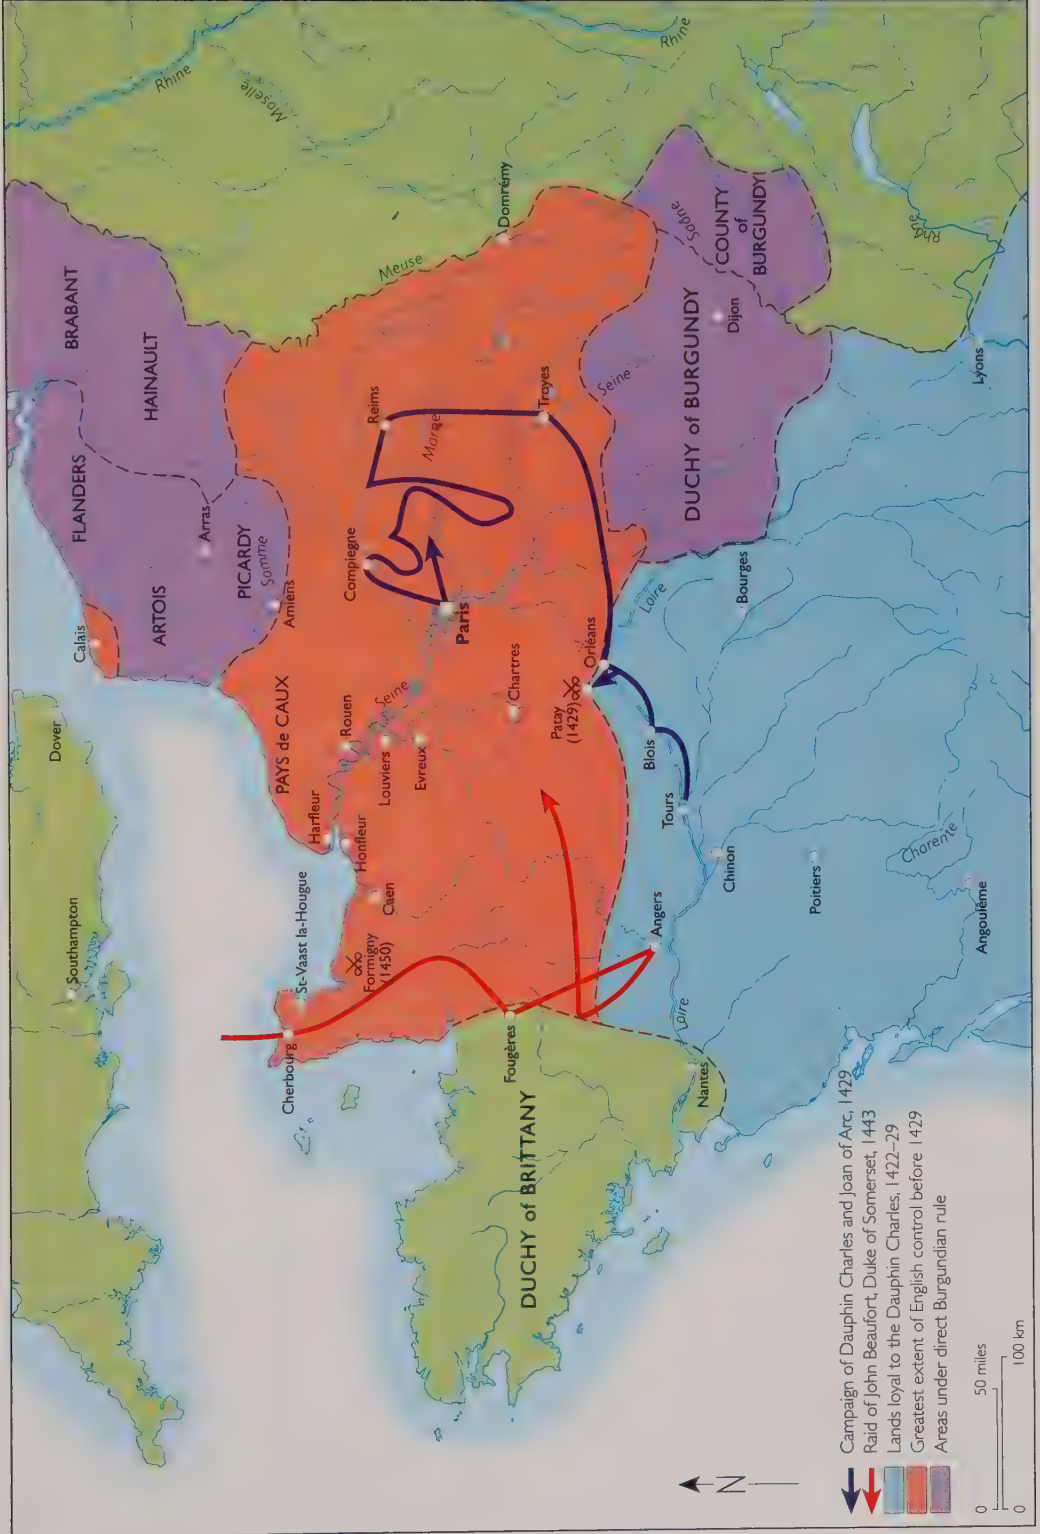 Southampton
Dover
Calais
FLANDERS
BRABANT
HAINAULT
ARTOIS
Arras
PICARDY
Somme
Amiens
Rhine
Moselle
Rhine
Meuse
Domrémy
Cherbourg
St-Vaast la-Hougue
Formigny
(1450)
Caen
Harfleur
Honfleur
PAYS de CAUX
Rouen
Louviers
Evreux
Seine
Compiegne
Reims
Marne
Paris
Chartres
Troyes
Seine
Fougères
DUCHY of BRITTANY
Patay
(1429)
Orléans
Loire
Angers
Blois
Tours
Nantes
Loire
Chinon
Bourges
DUCHY of BURGUNDY
Dijon
Saône
COUNTY
of
BURGUNDY
Poitiers
Charente
Angoulême
Lyons
Rhône
N
Campaign of Dauphin Charles and Joan of Arc, 1429
Raid of John Beaufort, Duke of Somerset, 1443
Lands loyal to the Dauphin Charles, 1422–29
Greatest extent of English control before 1429
Areas under direct Burgundian rule
0 50 miles
0 100 km